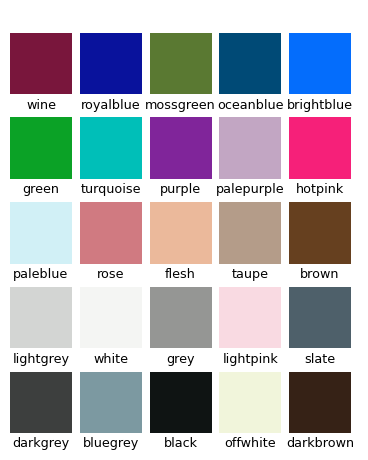 wine royalblue mossgreen oceanblue brightblue
green turquoise purple palepurple hotpink
paleblue rose flesh taupe brown
lightgrey white grey lightpink slate
darkgrey bluegrey black offwhite darkbrown